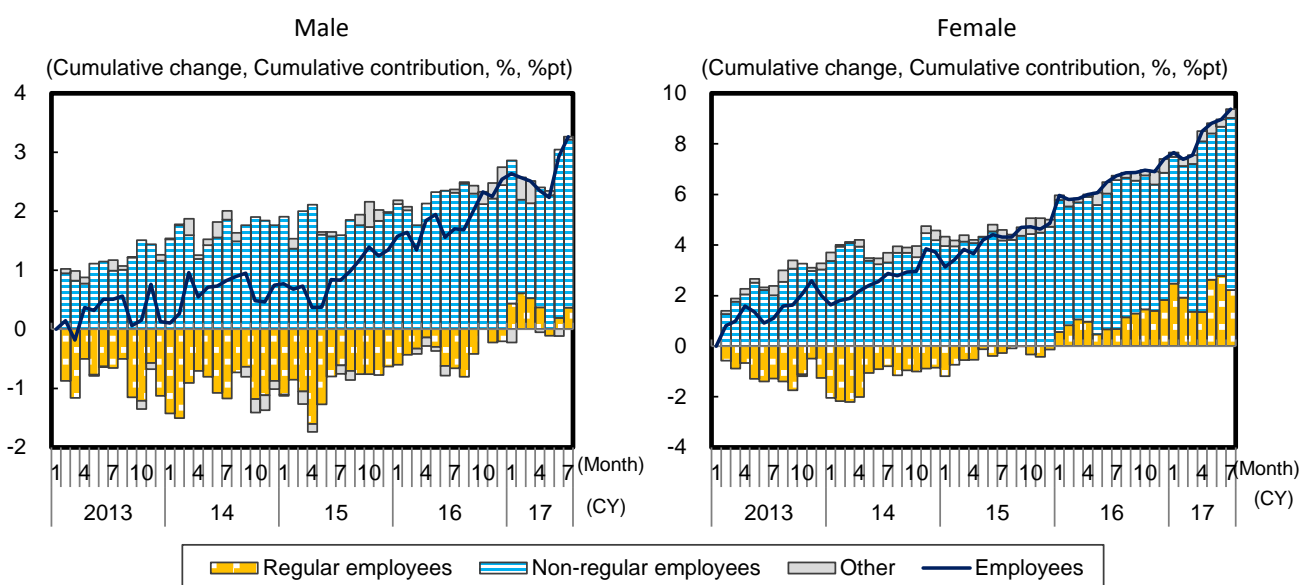 Male
(Cumulative change, Cumulative contribution, %, %pt)
4
3
2
1
0
-1
-2
1 4 7 10 1 4 7 10 1 4 7 10 1 4 7 10 1 4 7 (Month)
2013 14 15 16 17 (CY)
Female
(Cumulative change, Cumulative contribution, %, %pt)
10
8
6
4
2
0
-2
-4
1 4 7 10 1 4 7 10 1 4 7 10 1 4 7 10 1 4 7 (Month)
2013 14 15 16 17 (CY)
Regular employees Non-regular employees Other Employees